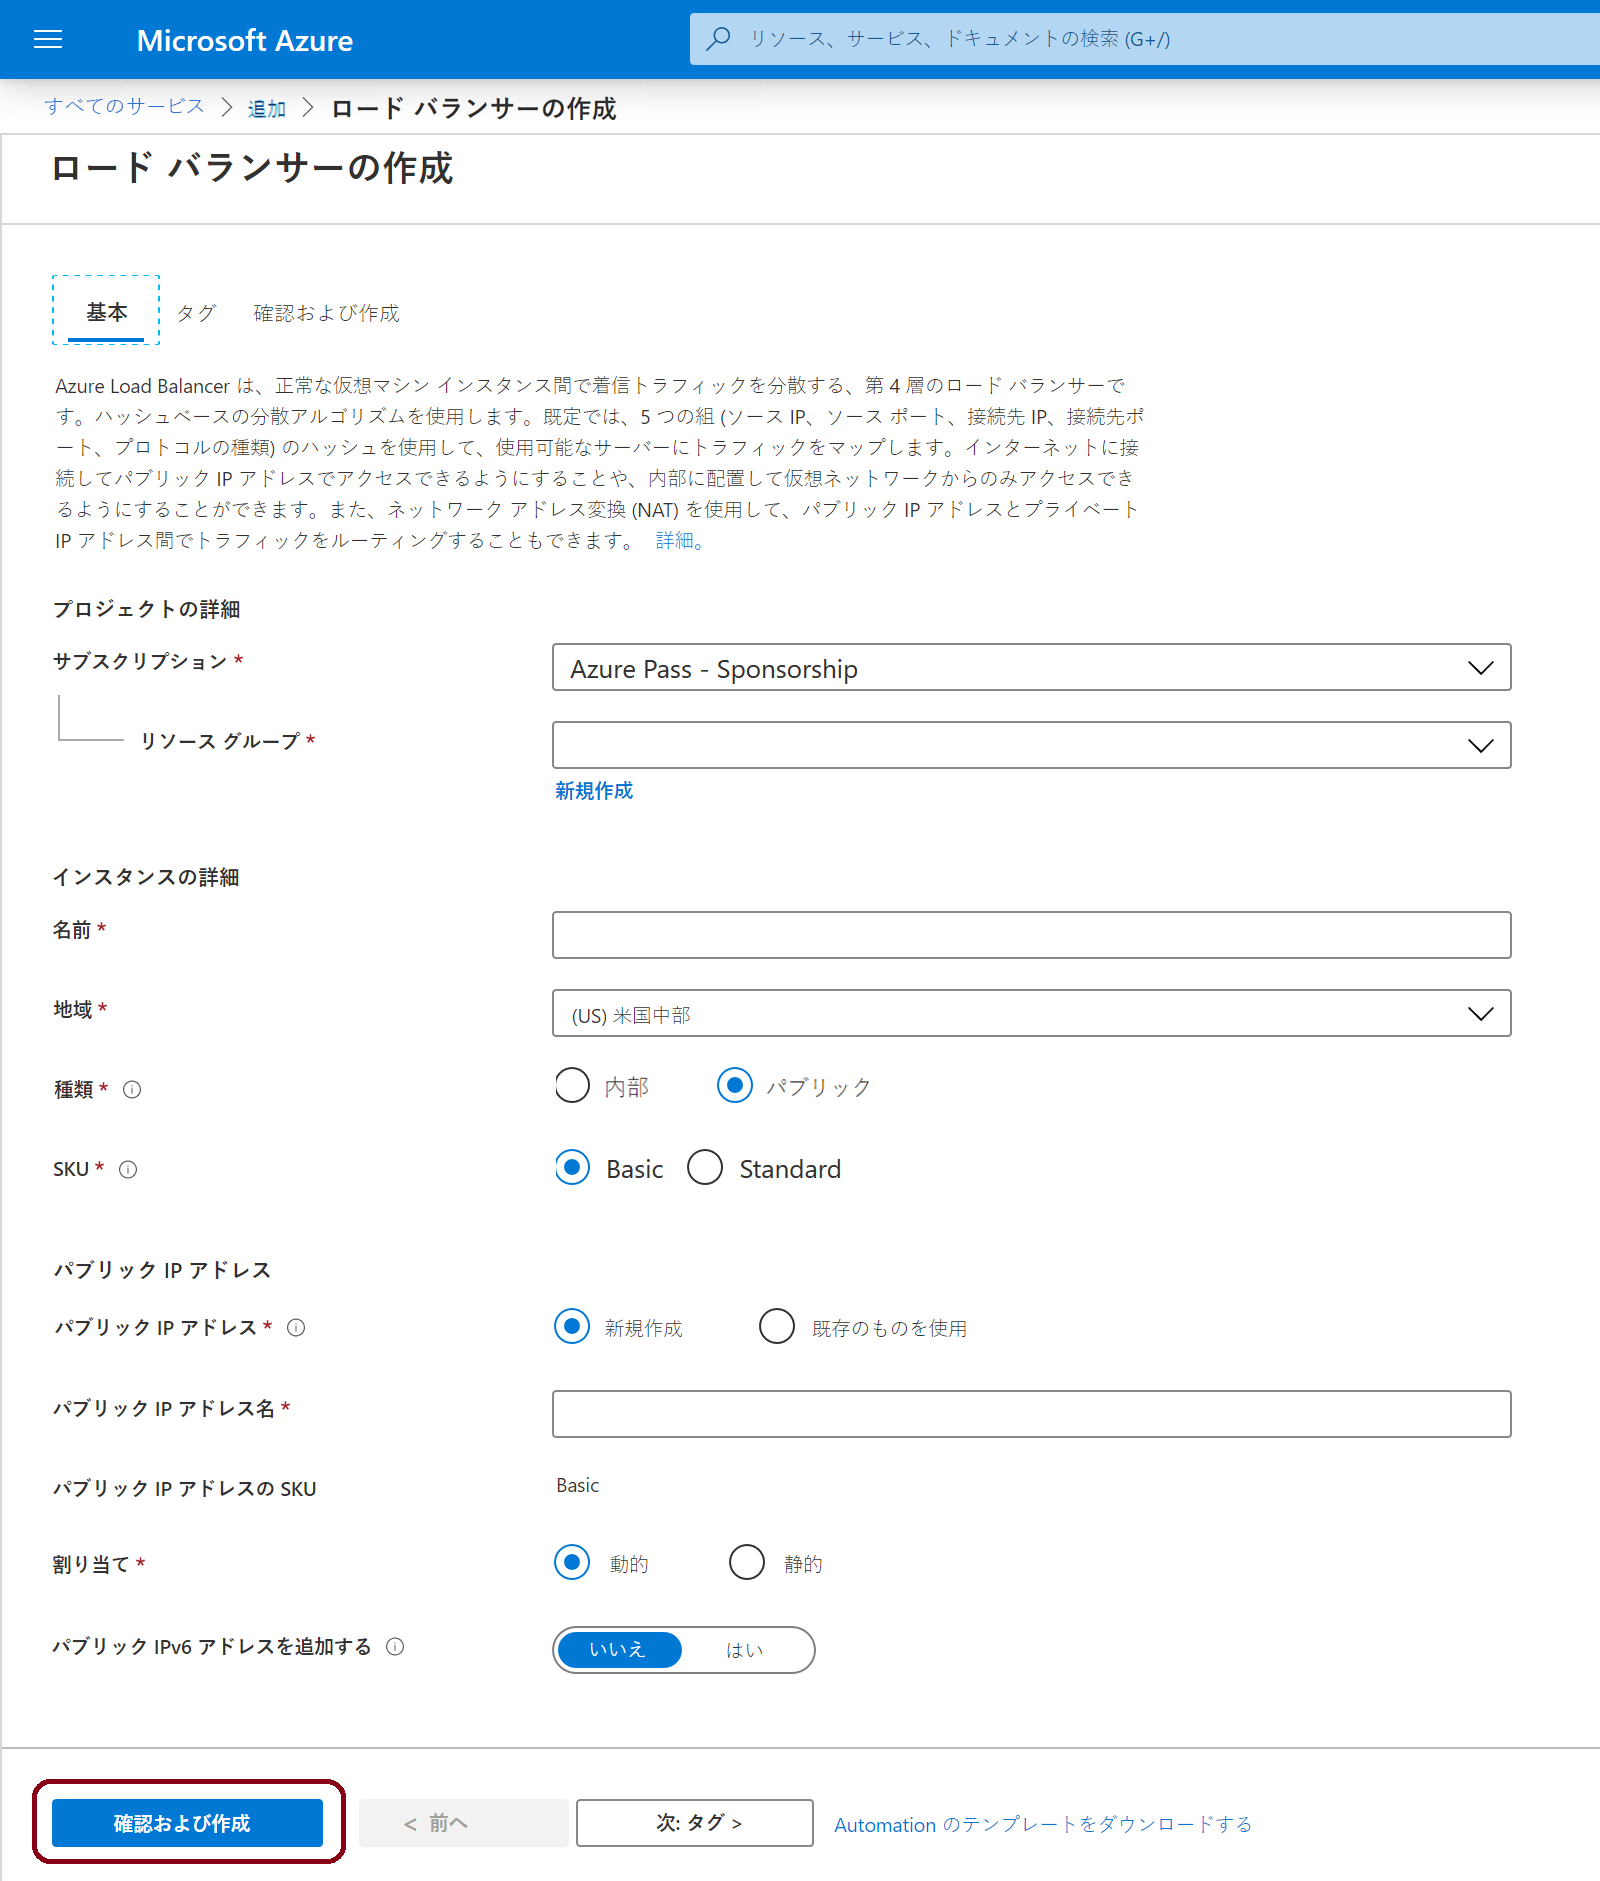 Microsoft Azure
リソース、サービス、ドキュメントの検索 (G+/)
すべてのサービス > 追加 > ロード バランサーの作成
ロード バランサーの作成
基本 タグ 確認および作成
Azure Load Balancer は、正常な仮想マシン インスタンス間で着信トラフィックを分散する、第 4 層のロード バランサーで
す。ハッシュベースの分散アルゴリズムを使用します。既定では、5 つの組 (ソース IP、ソース ポート、接続先 IP、接続先ポ
ート、プロトコルの種類) のハッシュを使用して、使用可能なサーバーにトラフィックをマップします。インターネットに接
続してパブリック IP アドレスでアクセスできるようにすることや、内部に配置して仮想ネットワークからのみアクセスでき
るようにすることができます。また、ネットワーク アドレス変換 (NAT) を使用して、パブリック IP アドレスとプライベート
IP アドレス間でトラフィックをルーティングすることもできます。 詳細。
プロジェクトの詳細
サブスクリプション * Azure Pass - Sponsorship
リソース グループ *
新規作成
インスタンスの詳細
名前 *
地域 * (US) 米国中部
種類 * 内部 パブリック
SKU * Basic Standard
パブリック IP アドレス
パブリック IP アドレス * 新規作成 既存のものを使用
パブリック IP アドレス名 *
パブリック IP アドレスの SKU Basic
割り当て * 動的 静的
パブリック IPv6 アドレスを追加する いいえ はい
確認および作成 < 前へ 次: タグ > Automation のテンプレートをダウンロードする